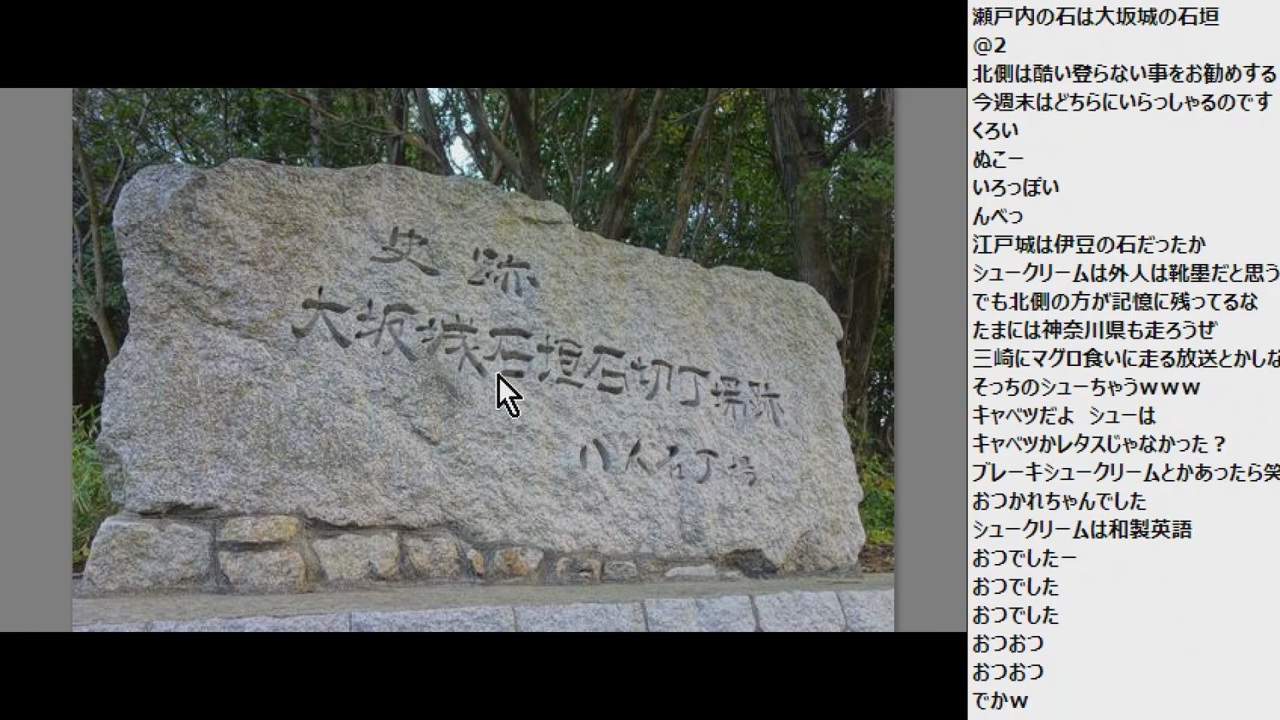 史跡
大坂城石垣石切丁場跡
八人石丁場
瀬戸内の石は大坂城の石垣
@2
北側は酷い登らない事をお勧めする
今週末はどちらにいらっしゃるのです
くろい
ぬこー
いろっぽい
んべっ
江戸城は伊豆の石だったか
シュークリームは外人は靴墨だと思う
でも北側の方が記憶に残ってるな
たまには神奈川県も走ろうぜ
三崎にマグロ食いに走る放送とかしな
そっちのシューちゃうｗｗｗ
キャベツだよ　シューは
キャベツかレタスじゃなかった？
ブレーキシュークリームとかあったら笑
おつかれちゃんでした
シュークリームは和製英語
おつでしたー
おつでした
おつでした
おつおつ
おつおつ
でかｗ